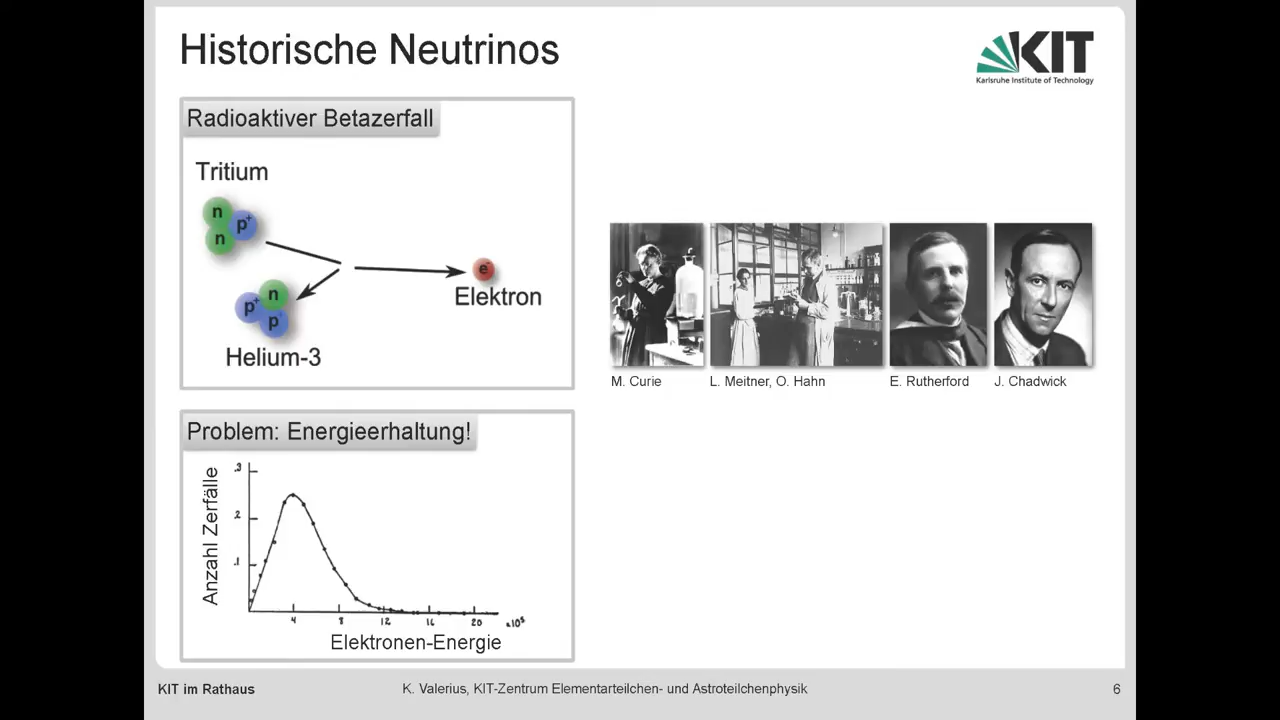 Historische Neutrinos
KIT
Karlsruhe Institute of Technology
Radioaktiver Betazerfall
Tritium
n
p+
n
e-
Elektron
n
p+
p
Helium-3
M. Curie
L. Meitner, O. Hahn
E. Rutherford
J. Chadwick
Problem: Energieerhaltung!
Anzahl Zerfälle
.3
.2
.1
4 8 12 16 20 x10⁵
Elektronen-Energie
KIT im Rathaus
K. Valerius, KIT-Zentrum Elementarteilchen- und Astroteilchenphysik
6